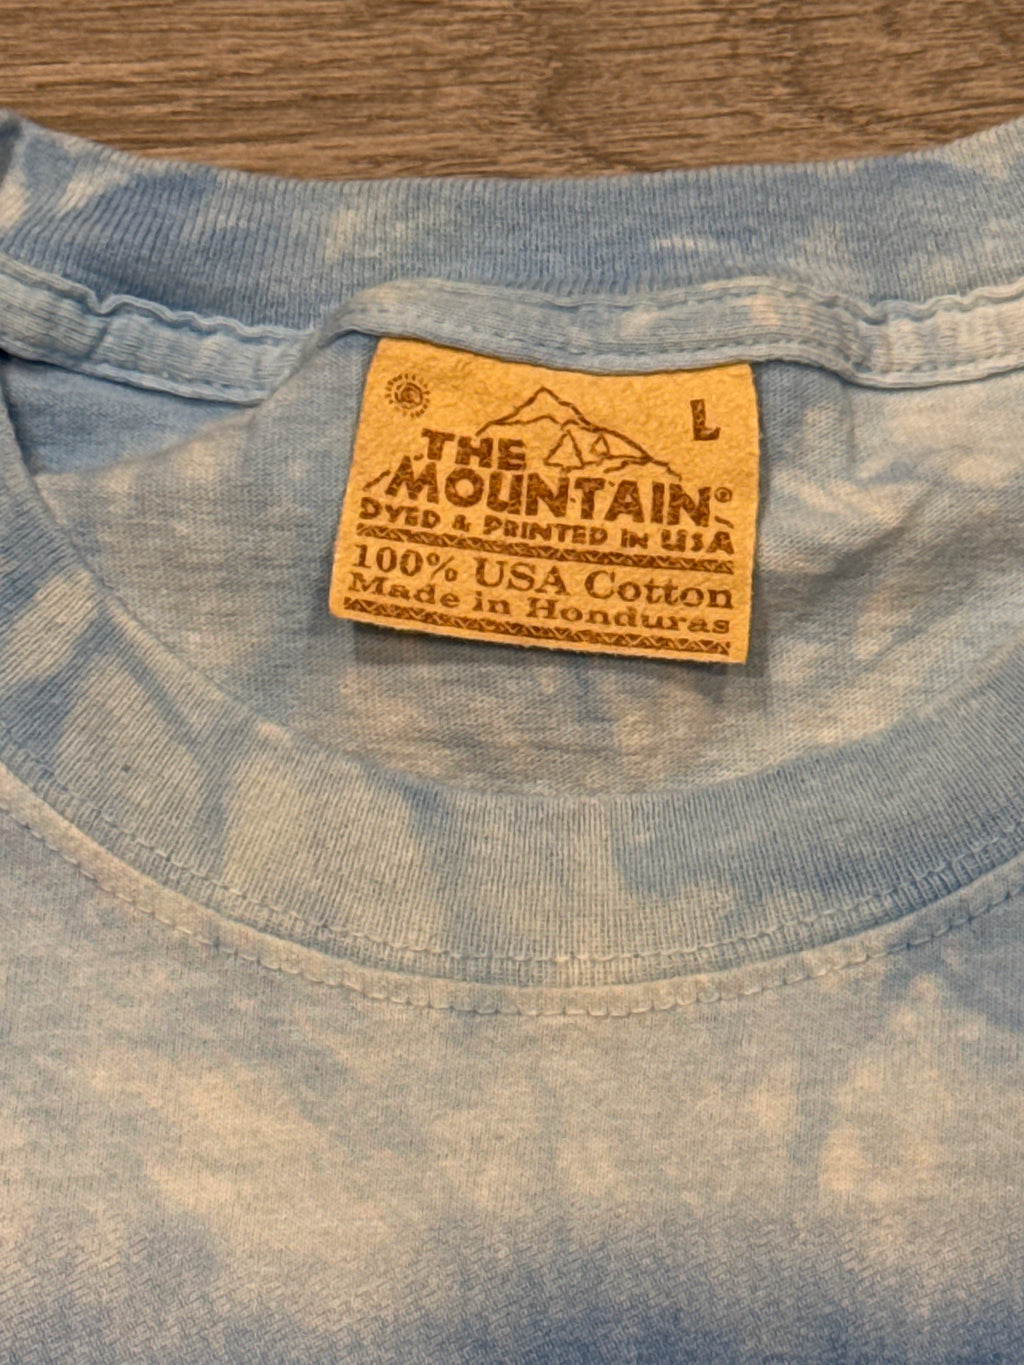 L
THE
MOUNTAIN®
DYED & PRINTED IN USA
100% USA Cotton
Made in Honduras